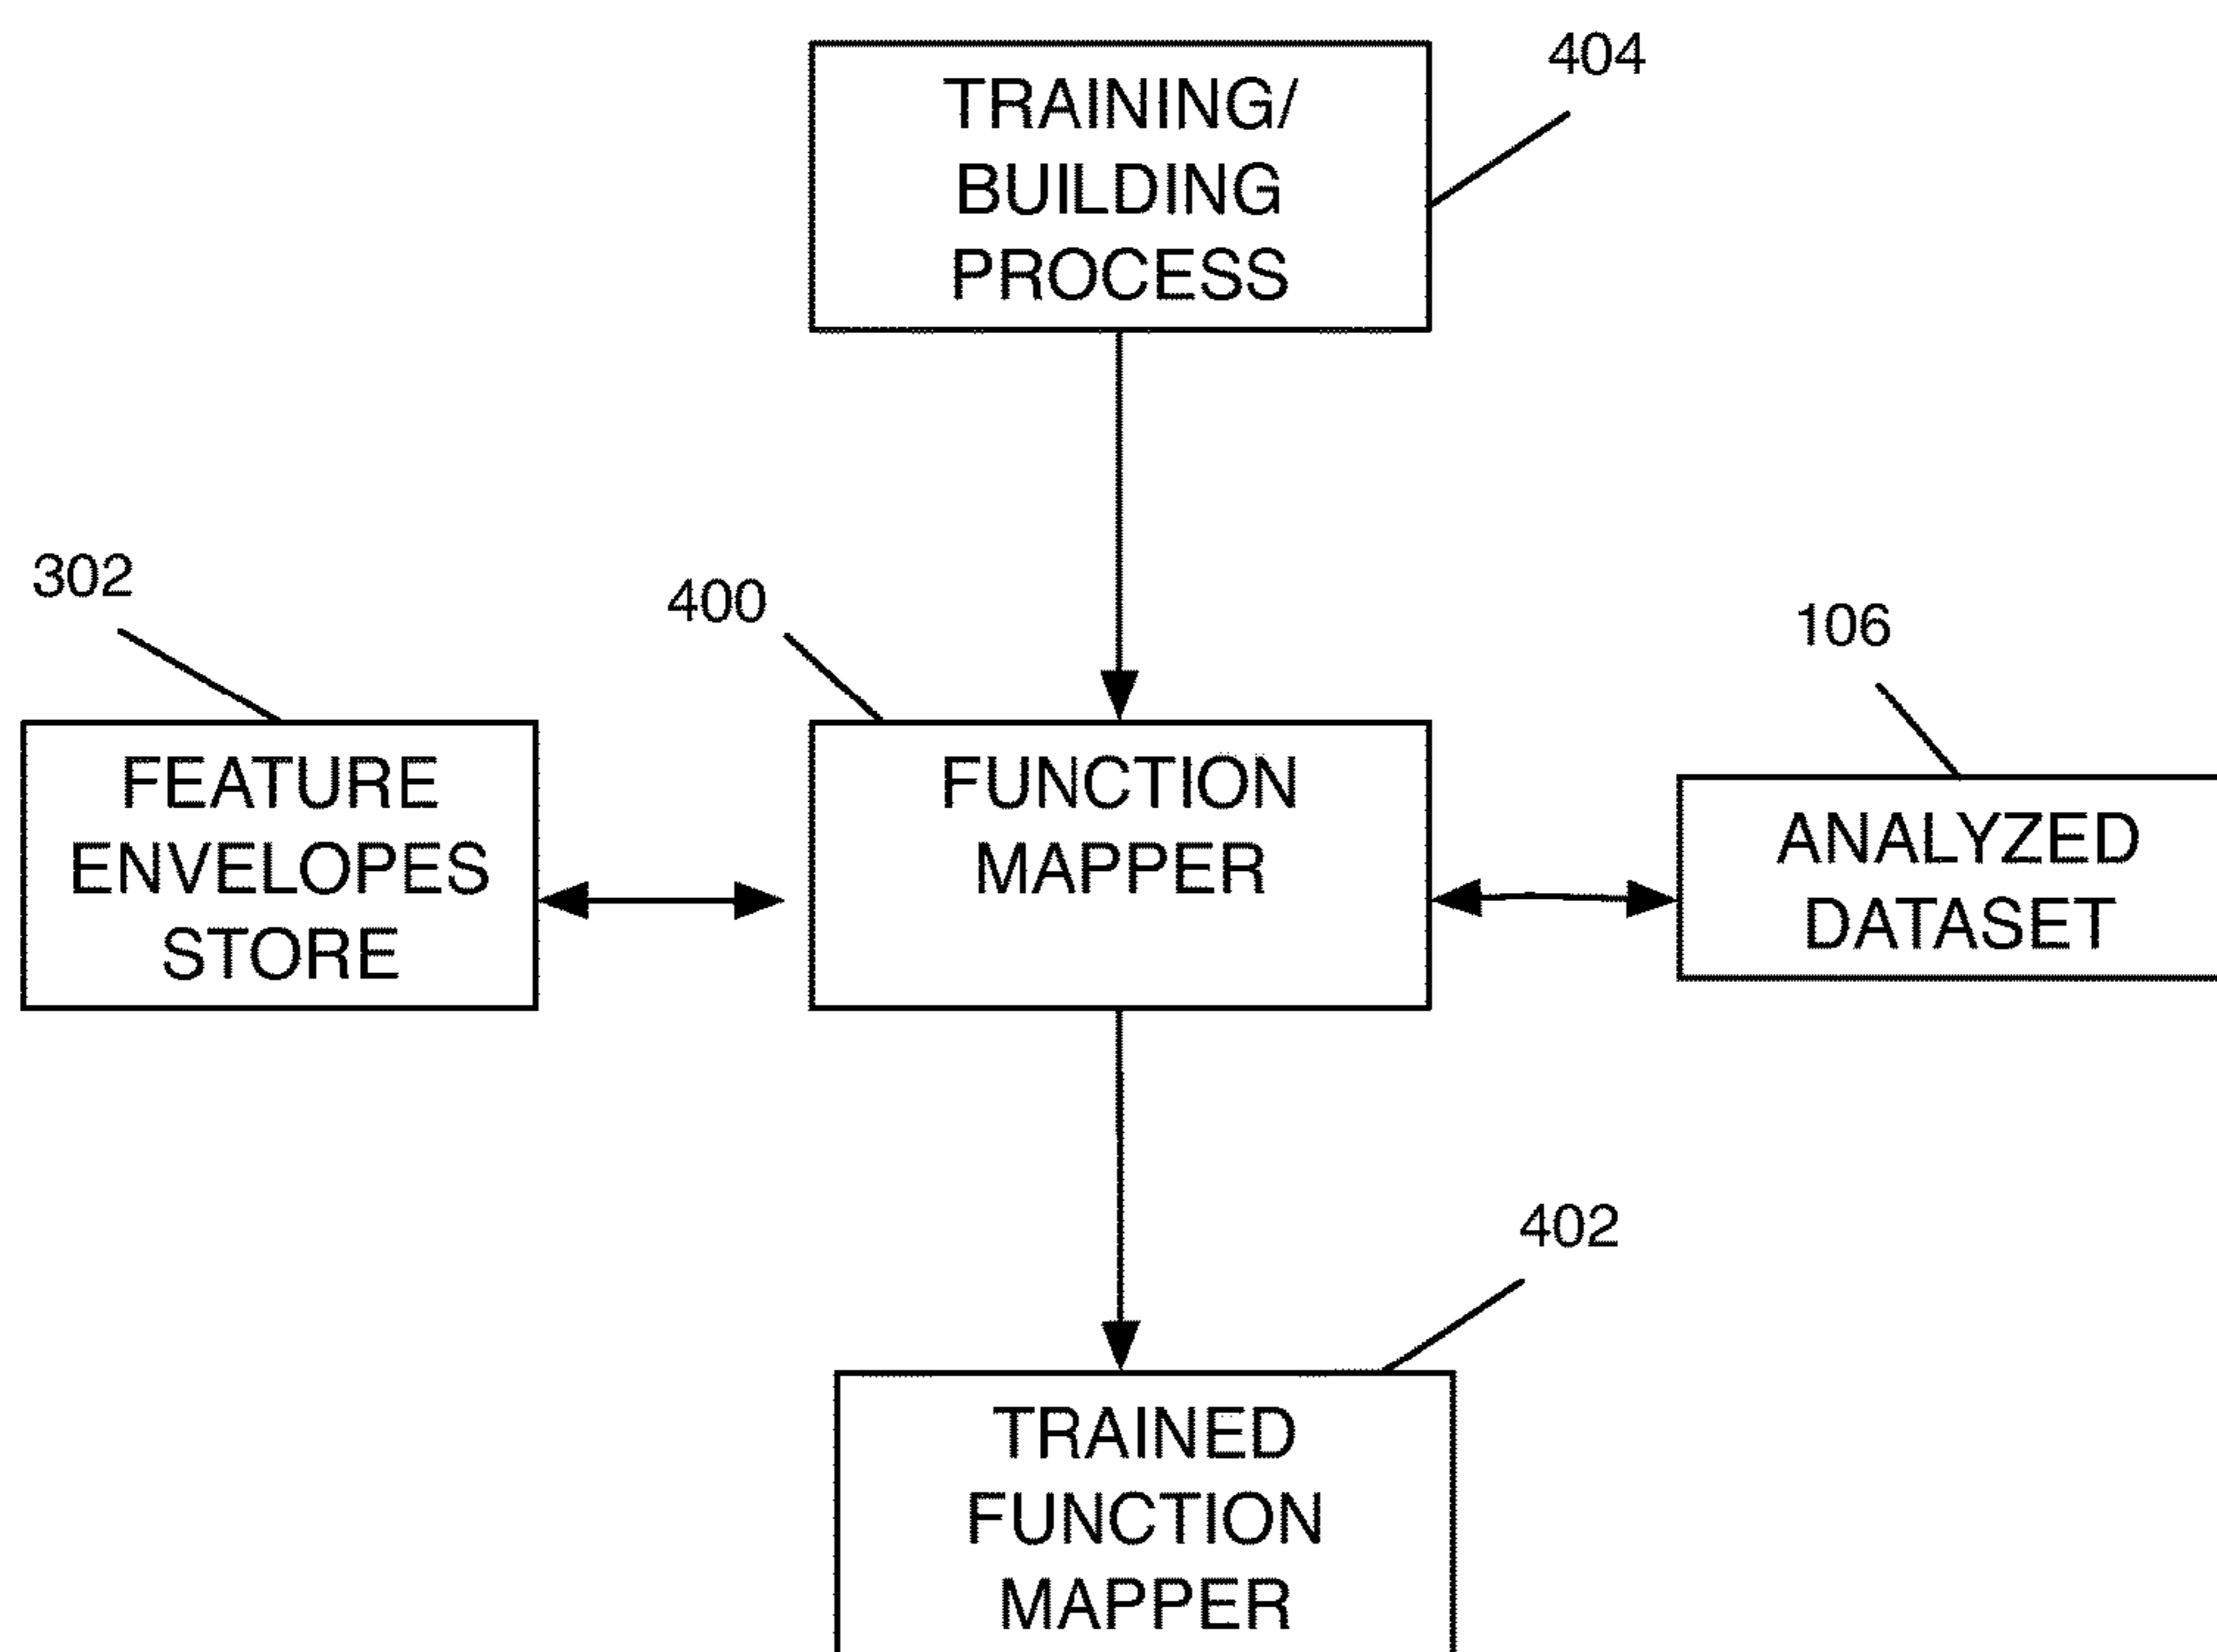 404
TRAINING/
BUILDING
PROCESS
302
400
106
FEATURE
ENVELOPES
STORE
FUNCTION
MAPPER
ANALYZED
DATASET
402
TRAINED
FUNCTION
MAPPER